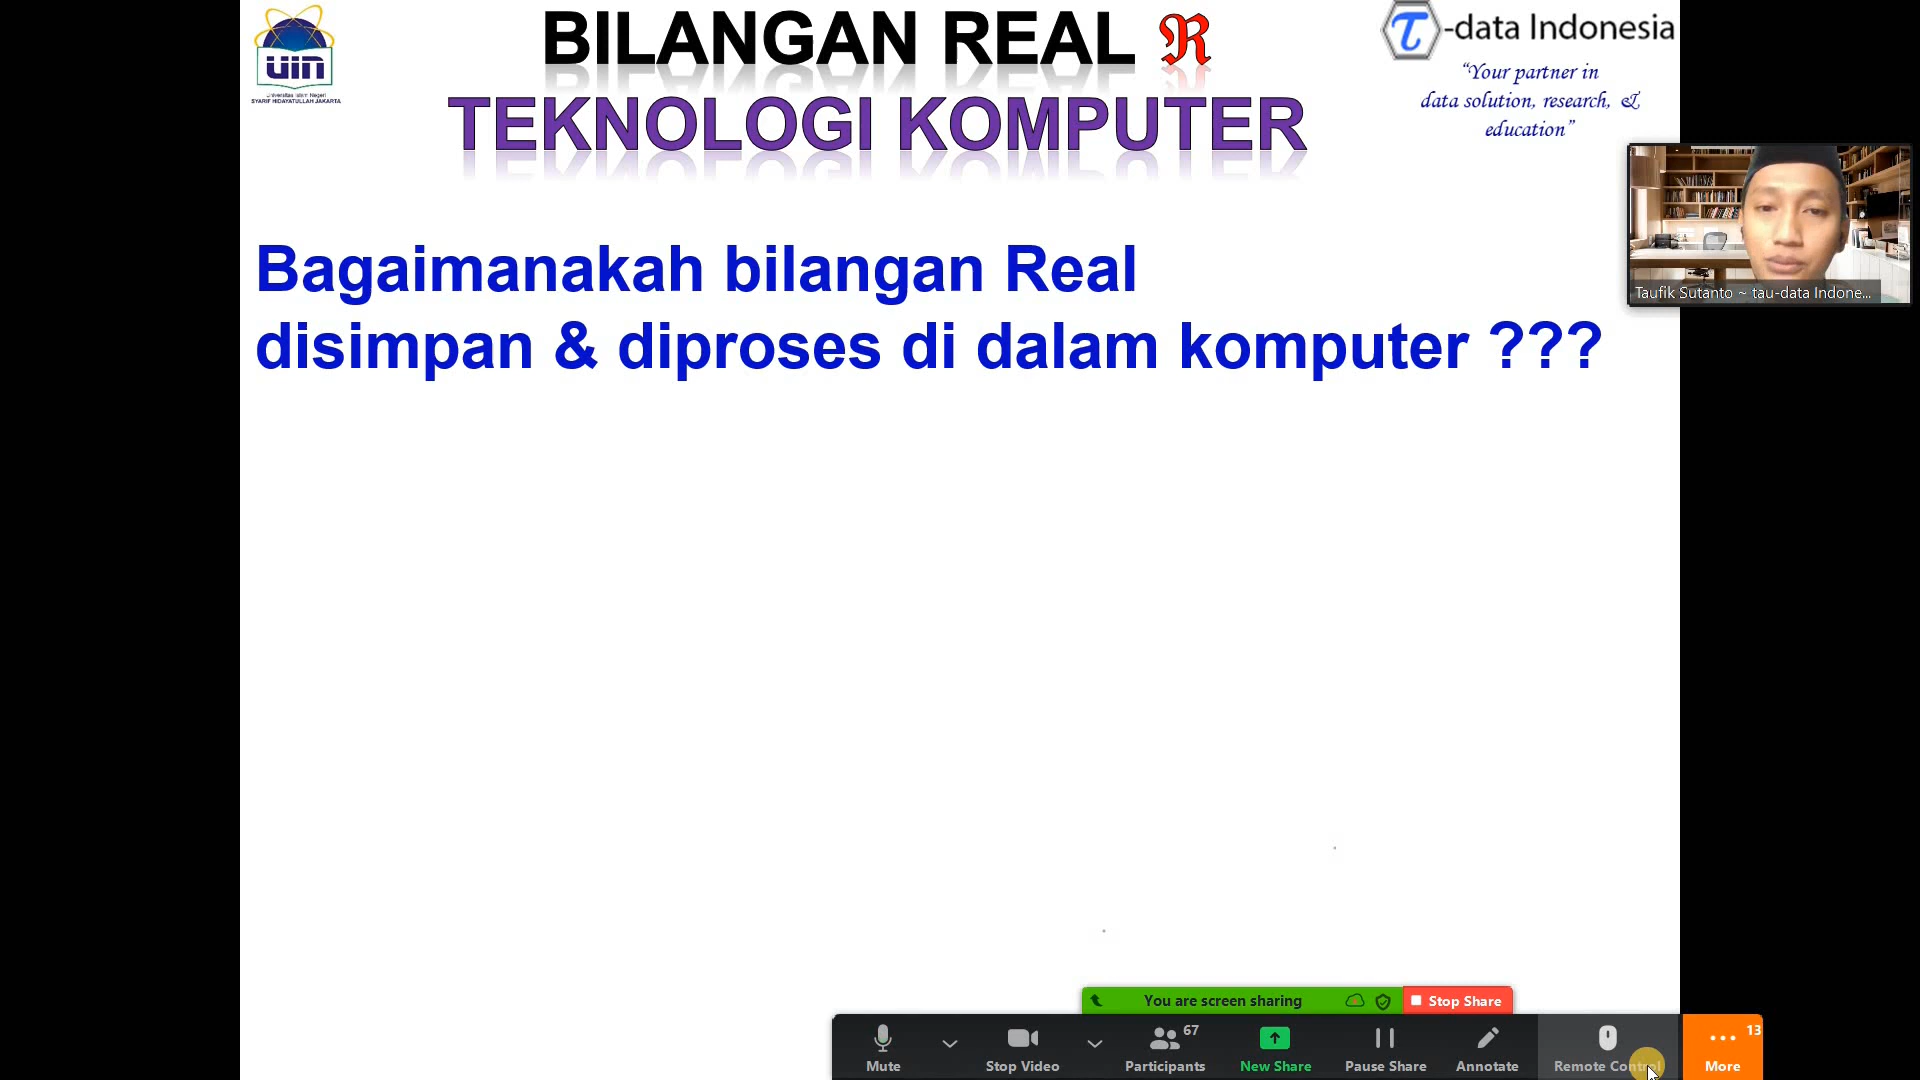 BILANGAN REAL ℜ
TEKNOLOGI KOMPUTER
UIN
Universitas Islam Negeri
SYARIF HIDAYATULLAH JAKARTA
τ-data Indonesia
“Your partner in
data solution, research, &
education”
Taufik Sutanto ~ tau-data Indone...
Bagaimanakah bilangan Real
disimpan & diproses di dalam komputer ???
You are screen sharing
Stop Share
Mute
Stop Video
67
Participants
New Share
Pause Share
Annotate
Remote Control
13
More